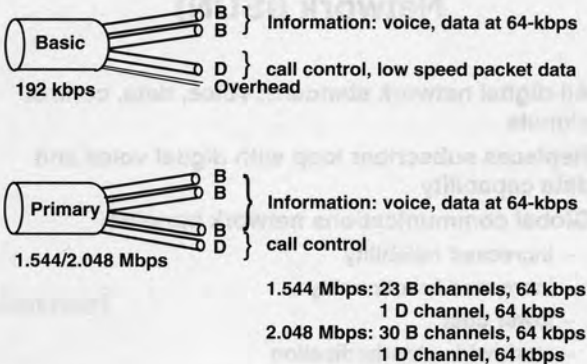 B
B
Information: voice, data at 64-kbps
Basic
D
call control, low speed packet data
Overhead
192 kbps
B
B
Information: voice, data at 64-kbps
Primary
B
D
call control
1.544/2.048 Mbps
1.544 Mbps: 23 B channels, 64 kbps
1 D channel, 64 kbps
2.048 Mbps: 30 B channels, 64 kbps
1 D channel, 64 kbps